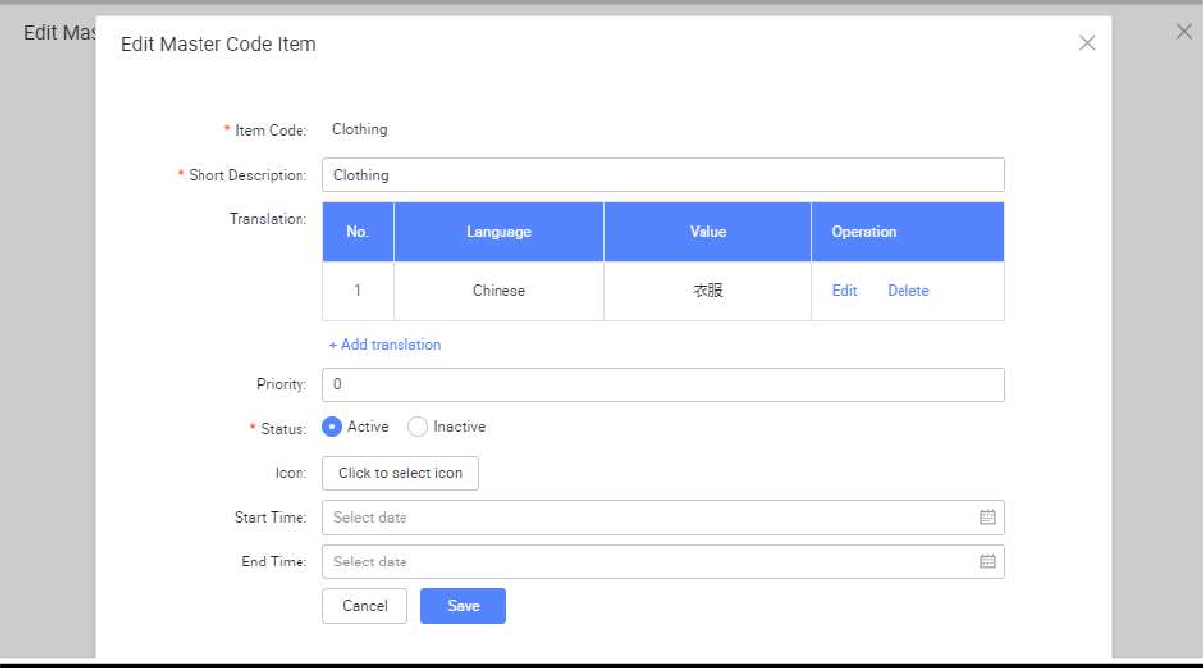 Edit Mas
Edit Master Code Item
* Item Code: Clothing
* Short Description: Clothing
Translation:
No. Language Value Operation
1 Chinese 衣服 Edit Delete
+ Add translation
Priority: 0
* Status: Active Inactive
Icon: Click to select icon
Start Time: Select date
End Time: Select date
Cancel Save